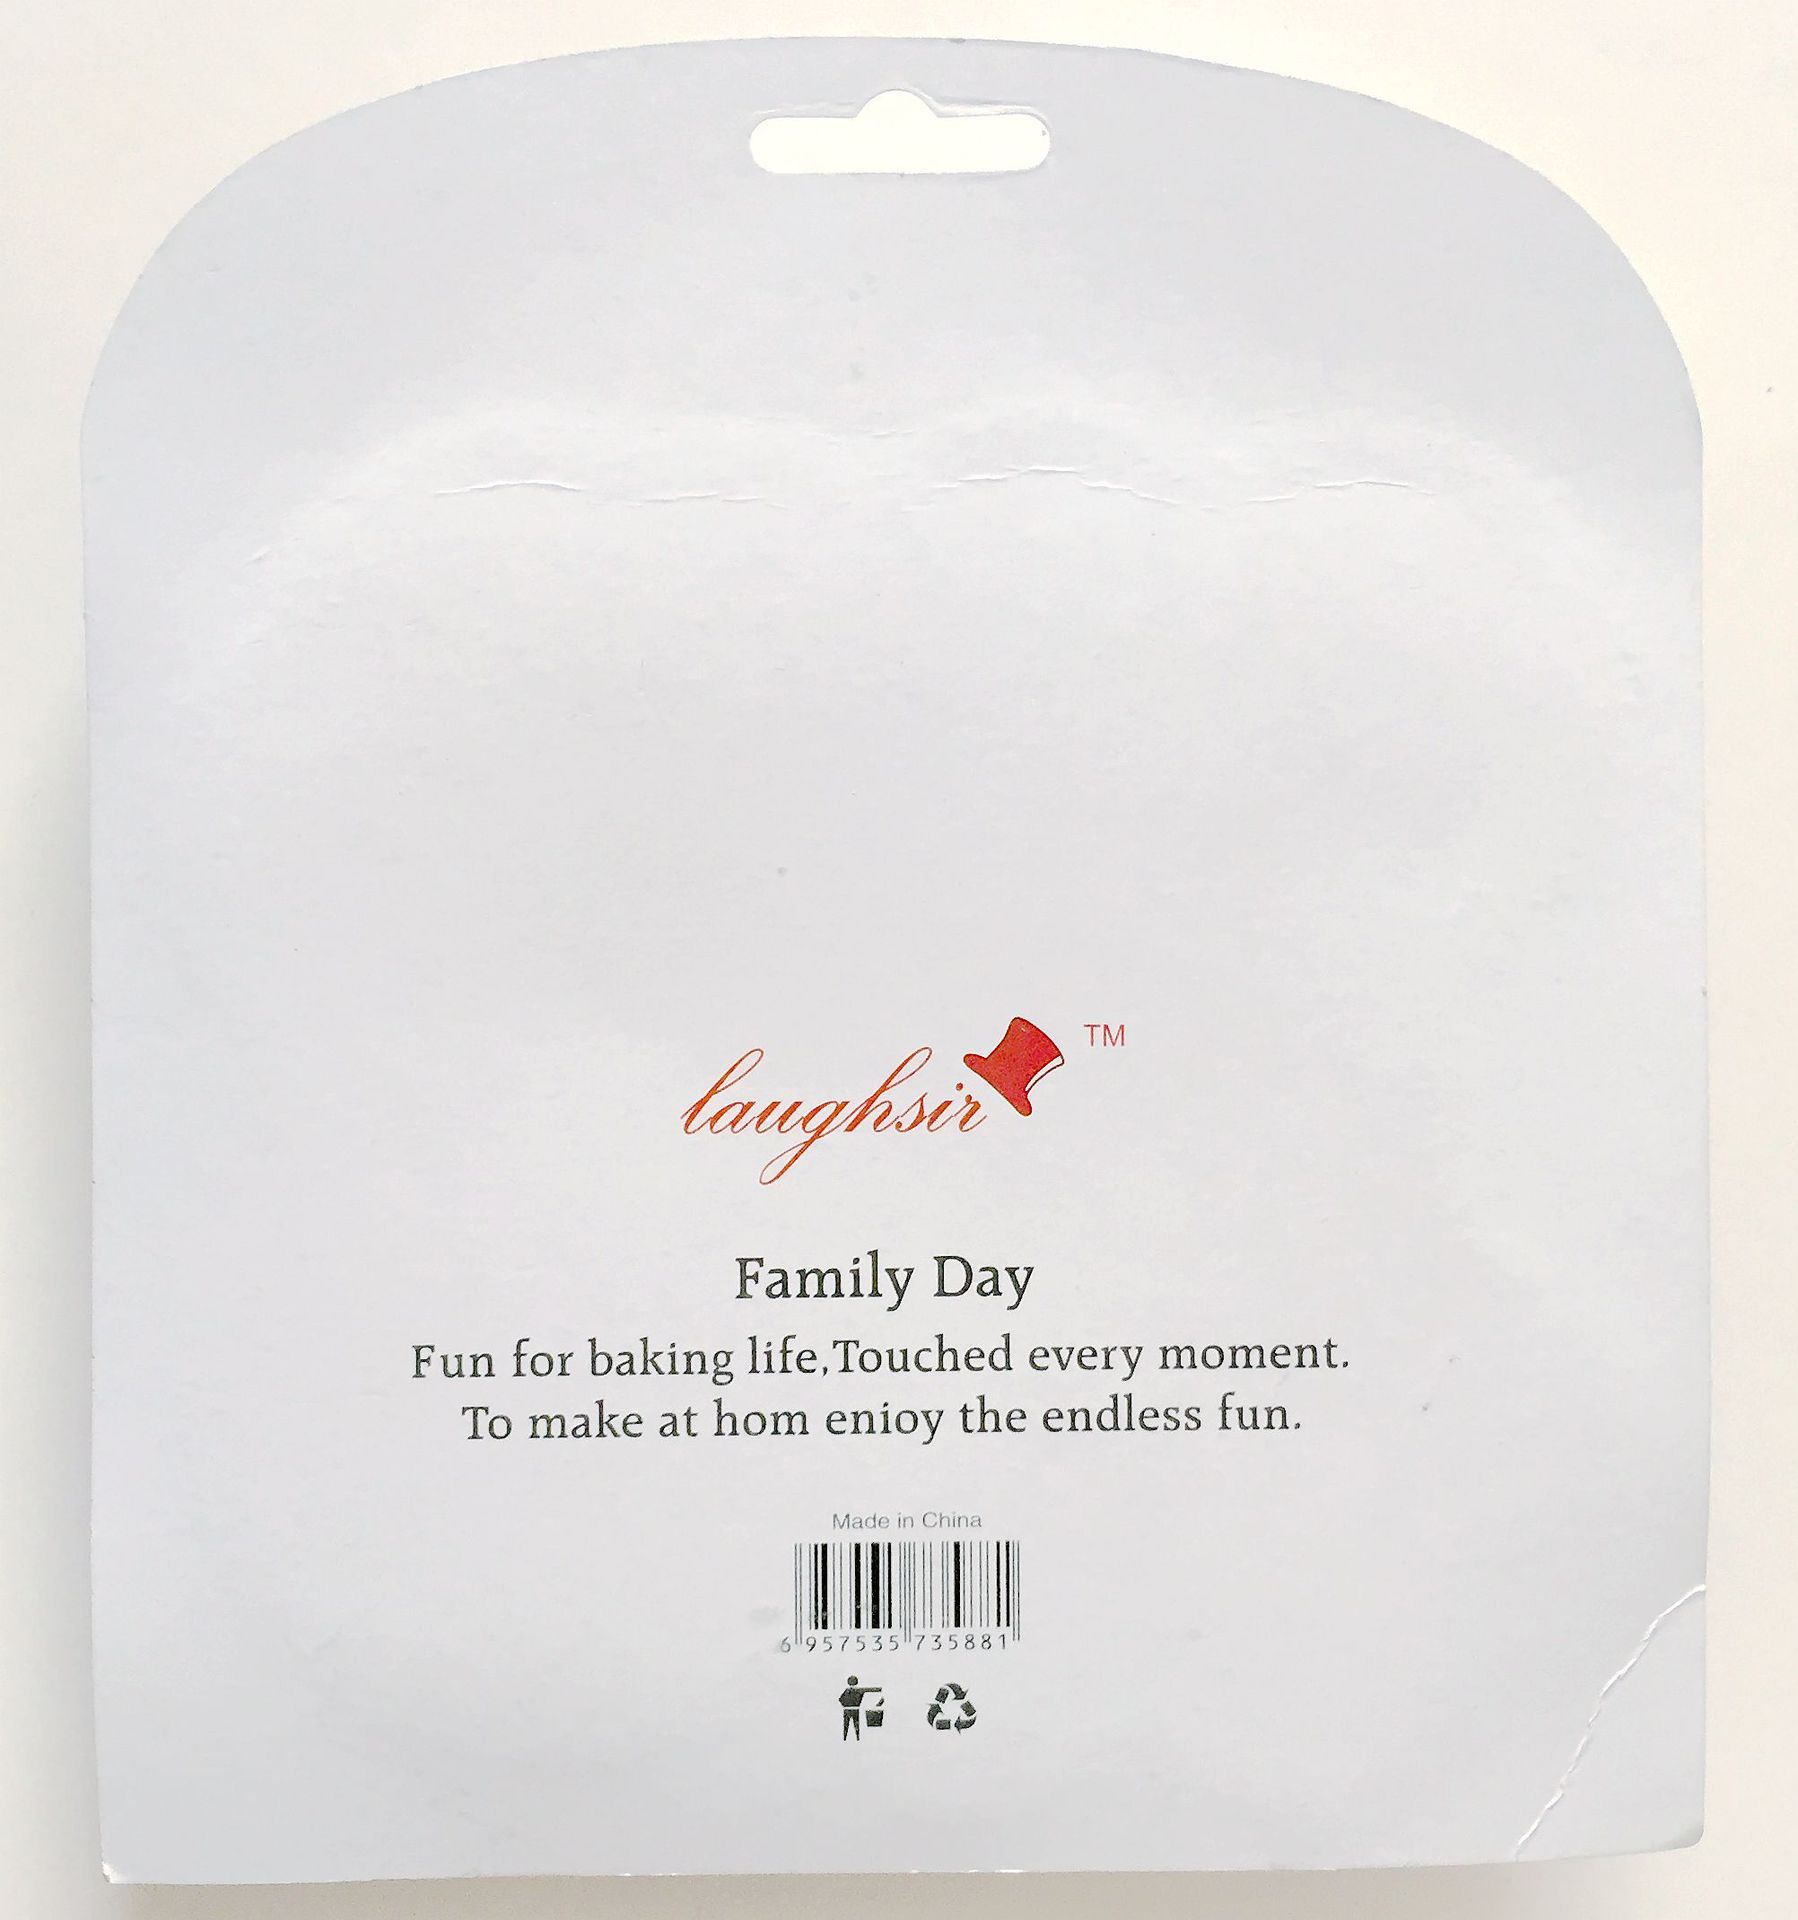 laughsir TM
Family Day
Fun for baking life,Touched every moment.
To make at hom enioy the endless fun.
Made in China
6 957535 735881